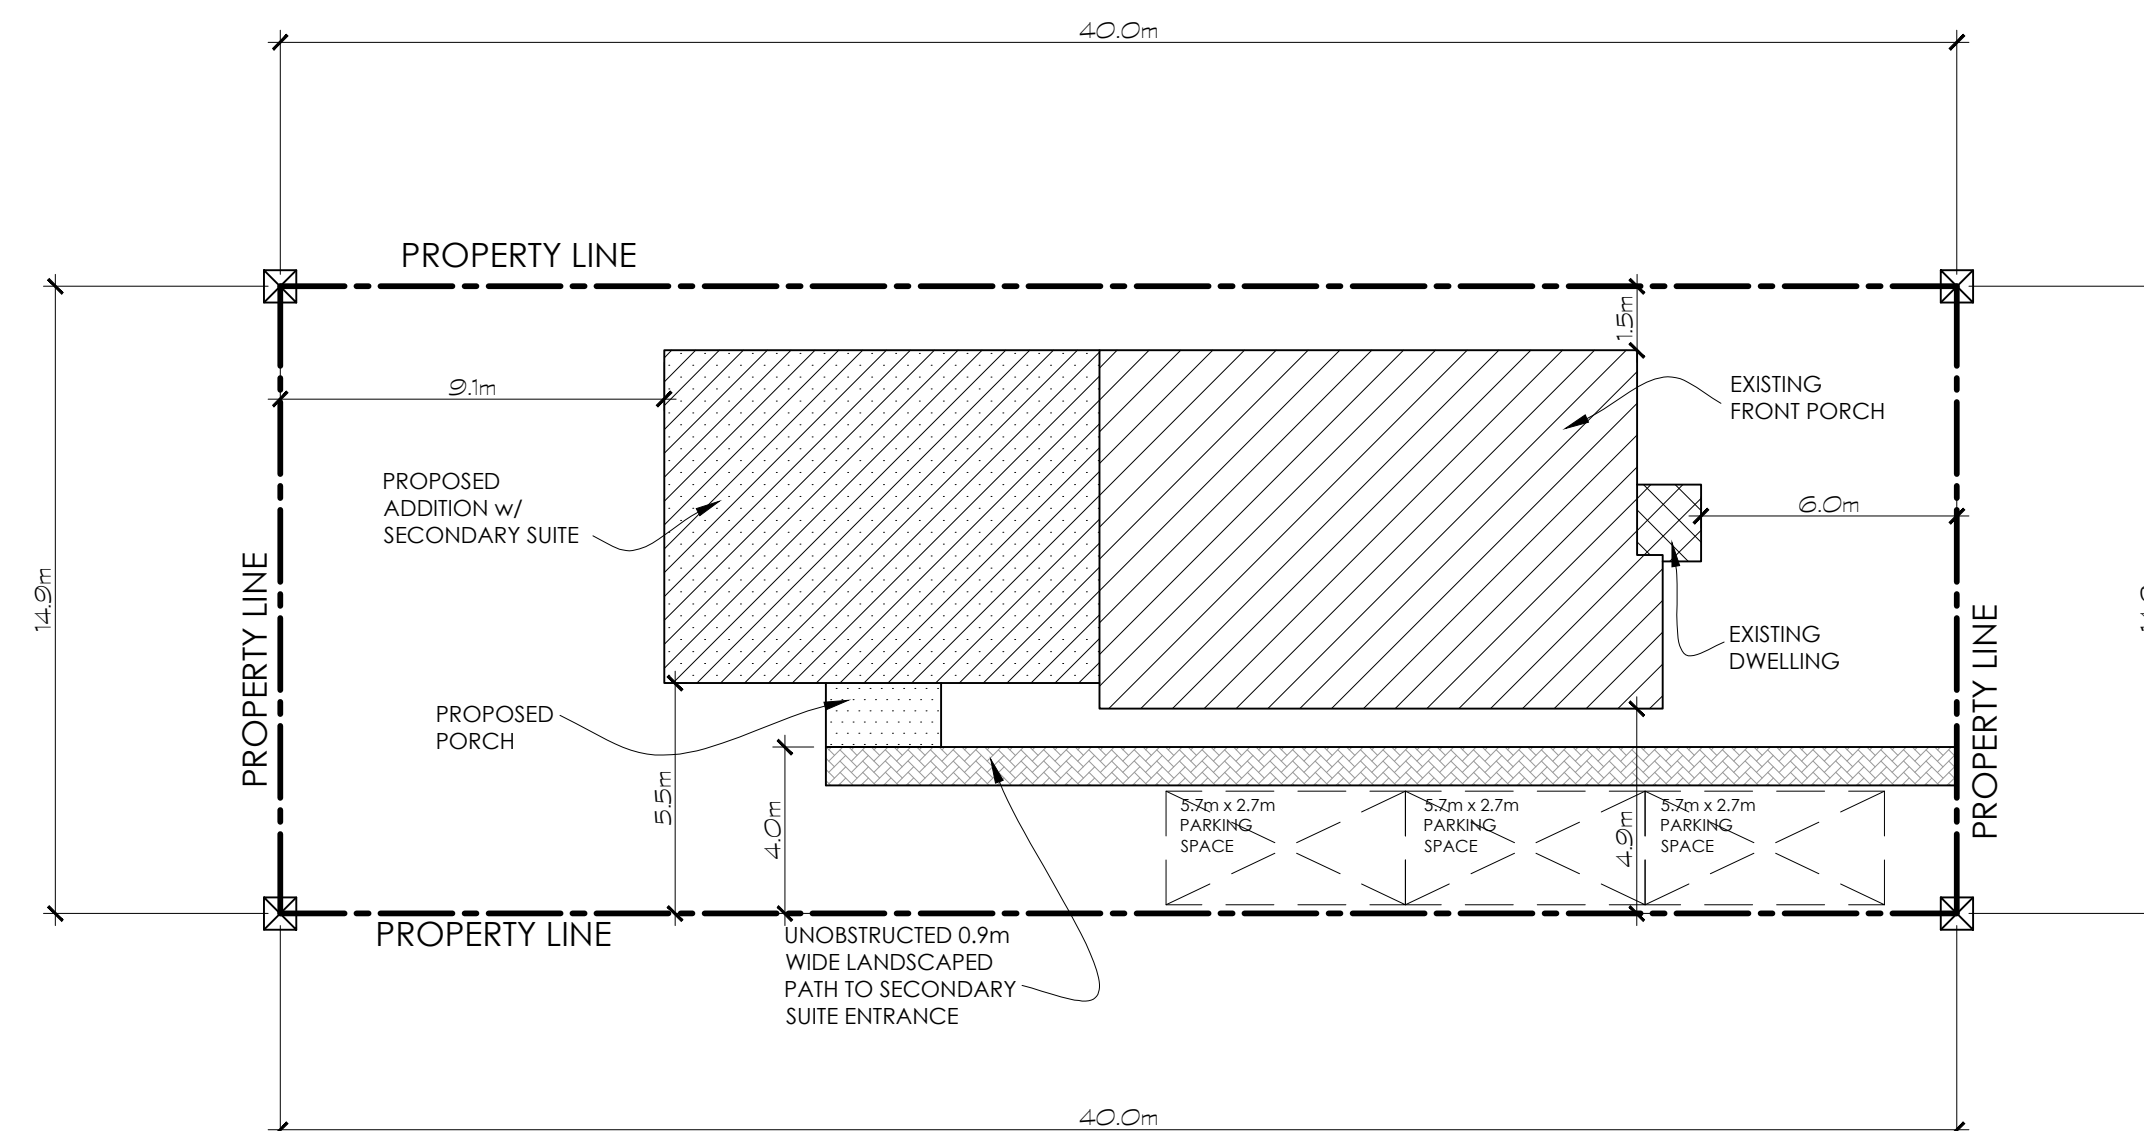 40.0m
PROPERTY LINE
1.5m
9.1m
EXISTING
FRONT PORCH
PROPOSED
ADDITION w/
SECONDARY SUITE
6.0m
14.9m
PROPERTY LINE
EXISTING
DWELLING
PROPERTY LINE
PROPOSED
PORCH
5.5m
4.0m
5.7m x 2.7m
PARKING
SPACE
5.7m x 2.7m
PARKING
SPACE
4.9m
5.7m x 2.7m
PARKING
SPACE
PROPERTY LINE
UNOBSTRUCTED 0.9m
WIDE LANDSCAPED
PATH TO SECONDARY
SUITE ENTRANCE
40.0m